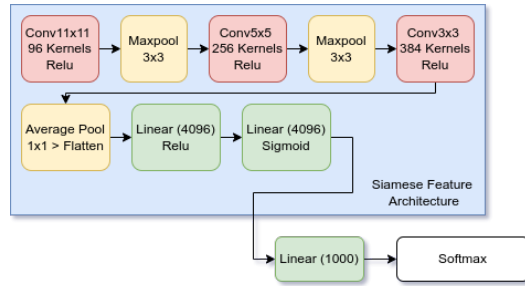 Conv11x11
96 Kernels
Relu
Maxpool
3x3
Conv5x5
256 Kernels
Relu
Maxpool
3x3
Conv3x3
384 Kernels
Relu
Average Pool
1x1 > Flatten
Linear (4096)
Relu
Linear (4096)
Sigmoid
Siamese Feature
Architecture
Linear (1000)
Softmax